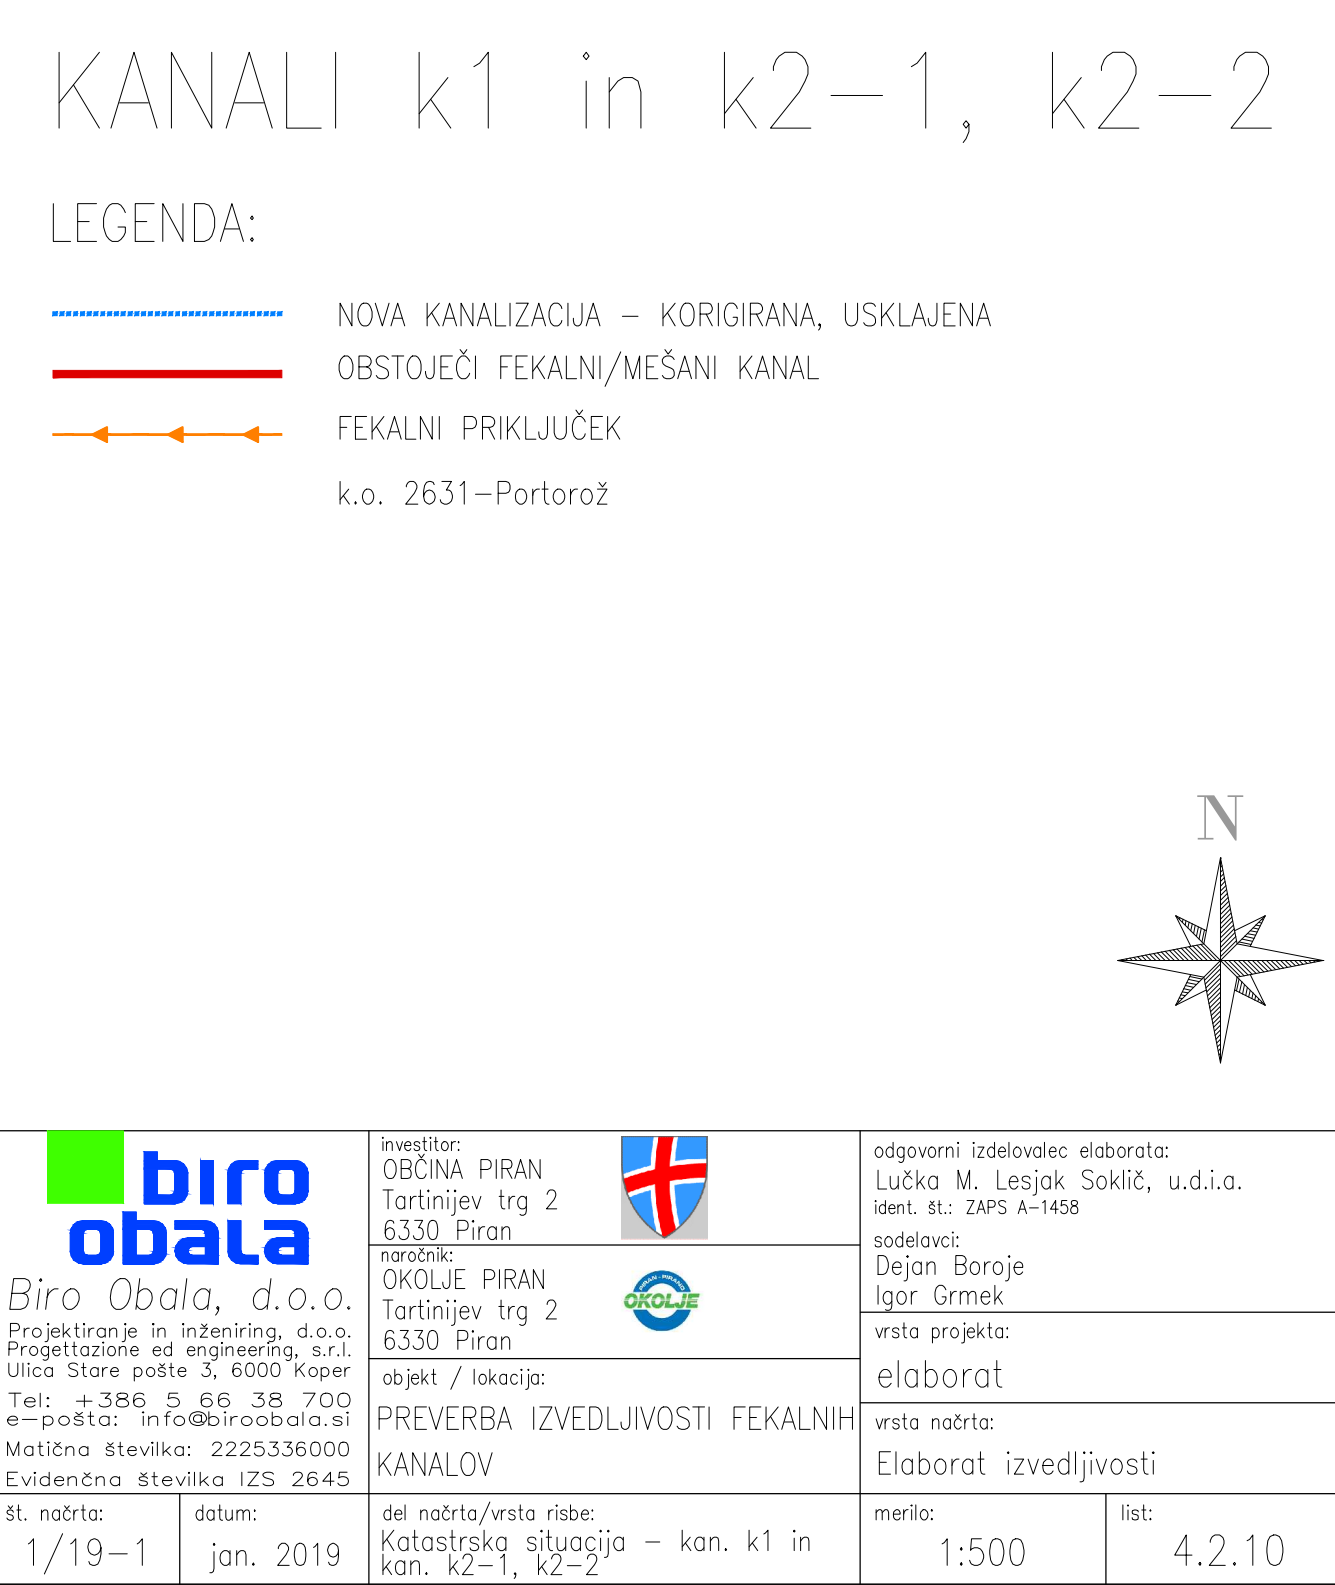 KANALI k1 in k2-1, k2-2
LEGENDA:
NOVA KANALIZACIJA - KORIGIRANA, USKLAJENA
OBSTOJEČI FEKALNI/MEŠANI KANAL
FEKALNI PRIKLJUČEK
k.o. 2631-Portorož
N
biro
obala
Biro Obala, d.o.o.
Projektiranje in inženiring, d.o.o.
Progettazione ed engineering, s.r.l.
Ulica Stare pošte 3, 6000 Koper
Tel: +386 5 66 38 700
e-pošta: info@biroobala.si
Matična številka: 2225336000
Evidenčna številka IZS 2645
št. načrta:
1/19-1
datum:
jan. 2019
investitor:
OBČINA PIRAN
Tartinijev trg 2
6330 Piran
naročnik:
OKOLJE PIRAN
Tartinijev trg 2
6330 Piran
PIRAN - PIRANO
OKOLJE
objekt / lokacija:
PREVERBA IZVEDLJIVOSTI FEKALNIH
KANALOV
del načrta/vrsta risbe:
Katastrska situacija - kan. k1 in
kan. k2-1, k2-2
odgovorni izdelovalec elaborata:
Lučka M. Lesjak Soklič, u.d.i.a.
ident. št.: ZAPS A-1458
sodelavci:
Dejan Boroje
Igor Grmek
vrsta projekta:
elaborat
vrsta načrta:
Elaborat izvedljivosti
merilo:
1:500
list:
4.2.10